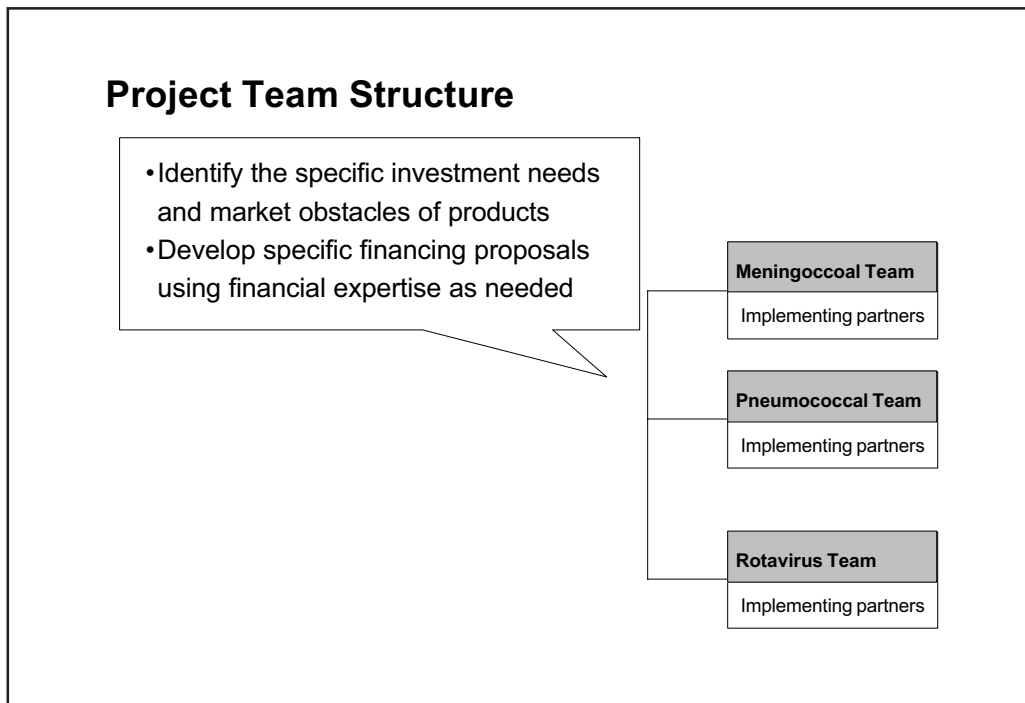 Project Team Structure
•Identify the specific investment needs
and market obstacles of products
•Develop specific financing proposals
using financial expertise as needed
Meningoccoal Team
Implementing partners
Pneumococcal Team
Implementing partners
Rotavirus Team
Implementing partners